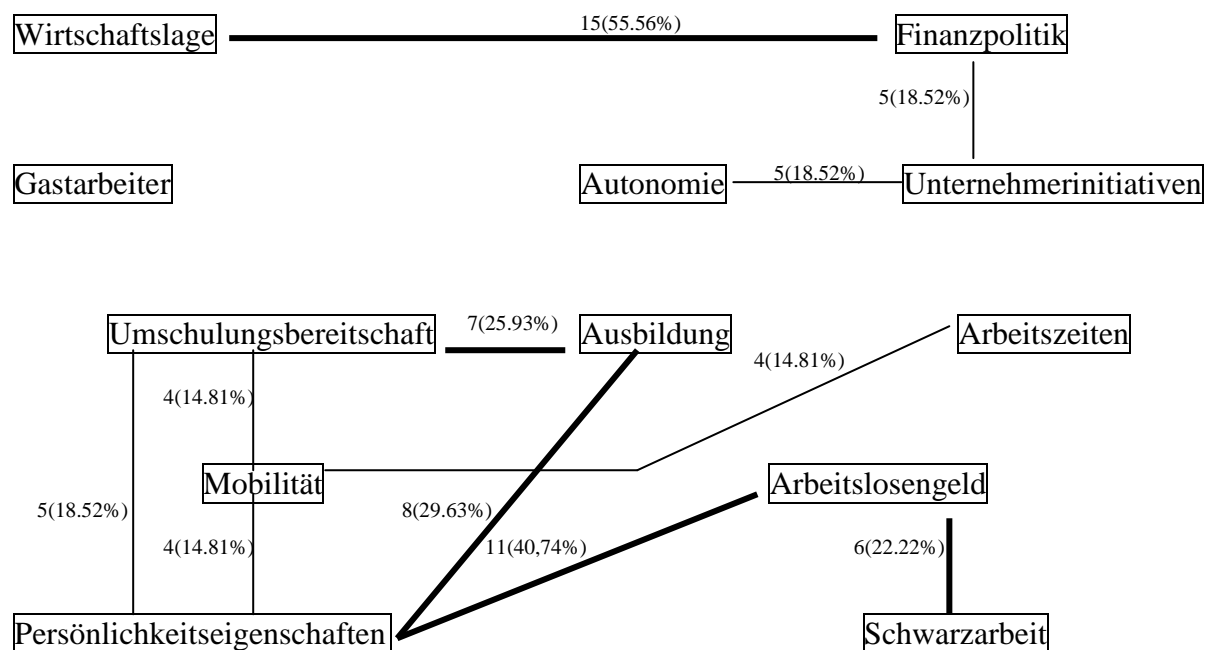 15(55.56%)
Wirtschaftslage Finanzpolitik
5(18.52%)
Gastarbeiter Autonomie 5(18.52%) Unternehmerinitiativen
Umschulungsbereitschaft 7(25.93%) Ausbildung Arbeitszeiten
4(14.81%)
4(14.81%)
Mobilität Arbeitslosengeld
5(18.52%) 8(29.63%)
4(14.81%) 11(40,74%) 6(22.22%)
Persönlichkeitseigenschaften Schwarzarbeit